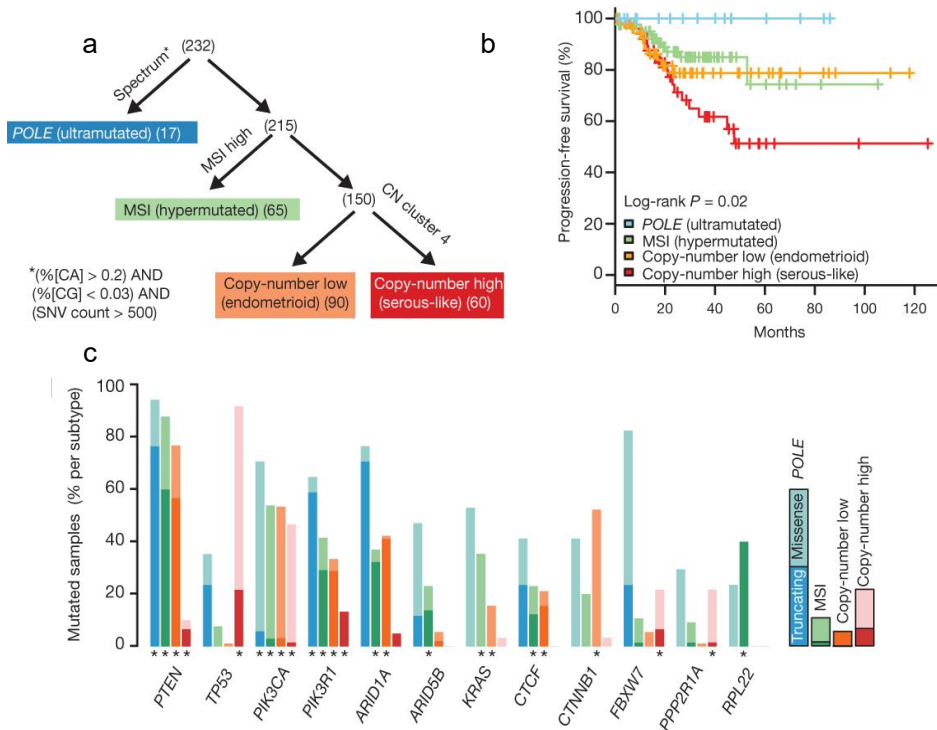 a
(232)
Spectrum*
POLE (ultramutated) (17)
(215)
MSI high
MSI (hypermutated) (65)
(150)
CN cluster 4
Copy-number low
(endometrioid) (90)
Copy-number high
(serous-like) (60)
*(%[CA] > 0.2) AND
(%[CG] < 0.03) AND
(SNV count > 500)
b
Progression-free survival (%)
100
80
60
40
20
0
Log-rank P = 0.02
POLE (ultramutated)
MSI (hypermutated)
Copy-number low (endometrioid)
Copy-number high (serous-like)
0 20 40 60 80 100 120
Months
c
Mutated samples (% per subtype)
100
80
60
40
20
0
* * * * * * * * * * * * * * * * * * * * * * * *
PTEN
TP53
PIK3CA
PIK3R1
ARID1A
ARID5B
KRAS
CTCF
CTNNB1
FBXW7
PPP2R1A
RPL22
Truncating
Missense
POLE
MSI
Copy-number low
Copy-number high